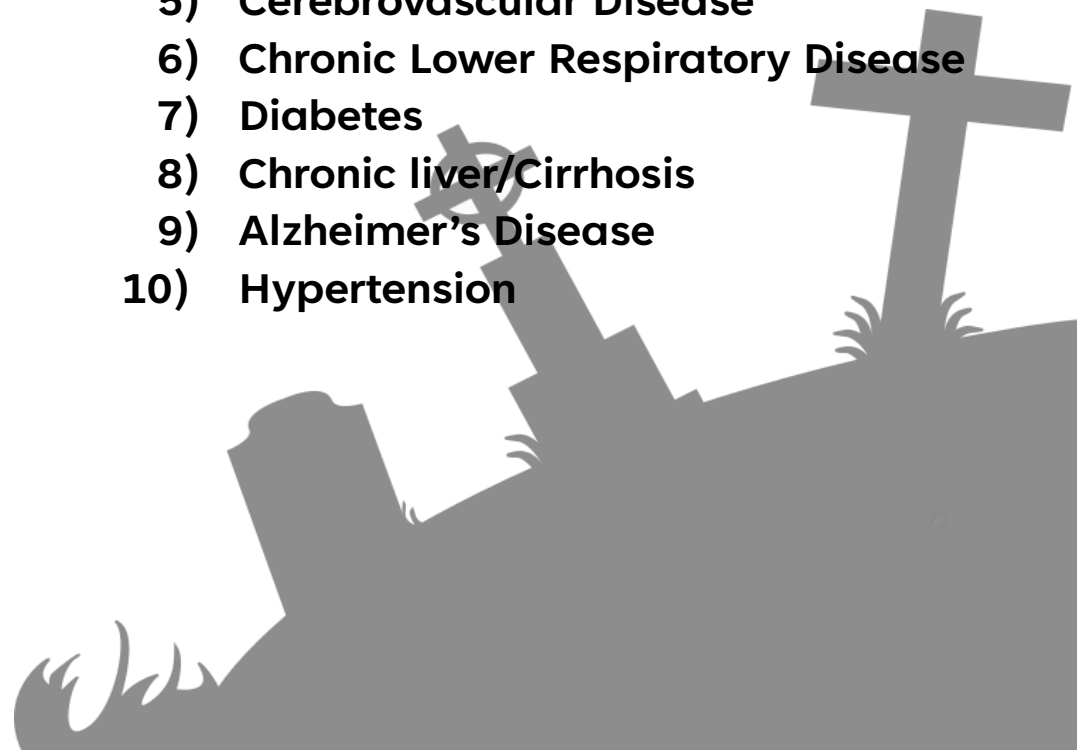 5) Cerebrovascular Disease
6) Chronic Lower Respiratory Disease
7) Diabetes
8) Chronic liver/Cirrhosis
9) Alzheimer’s Disease
10) Hypertension
72